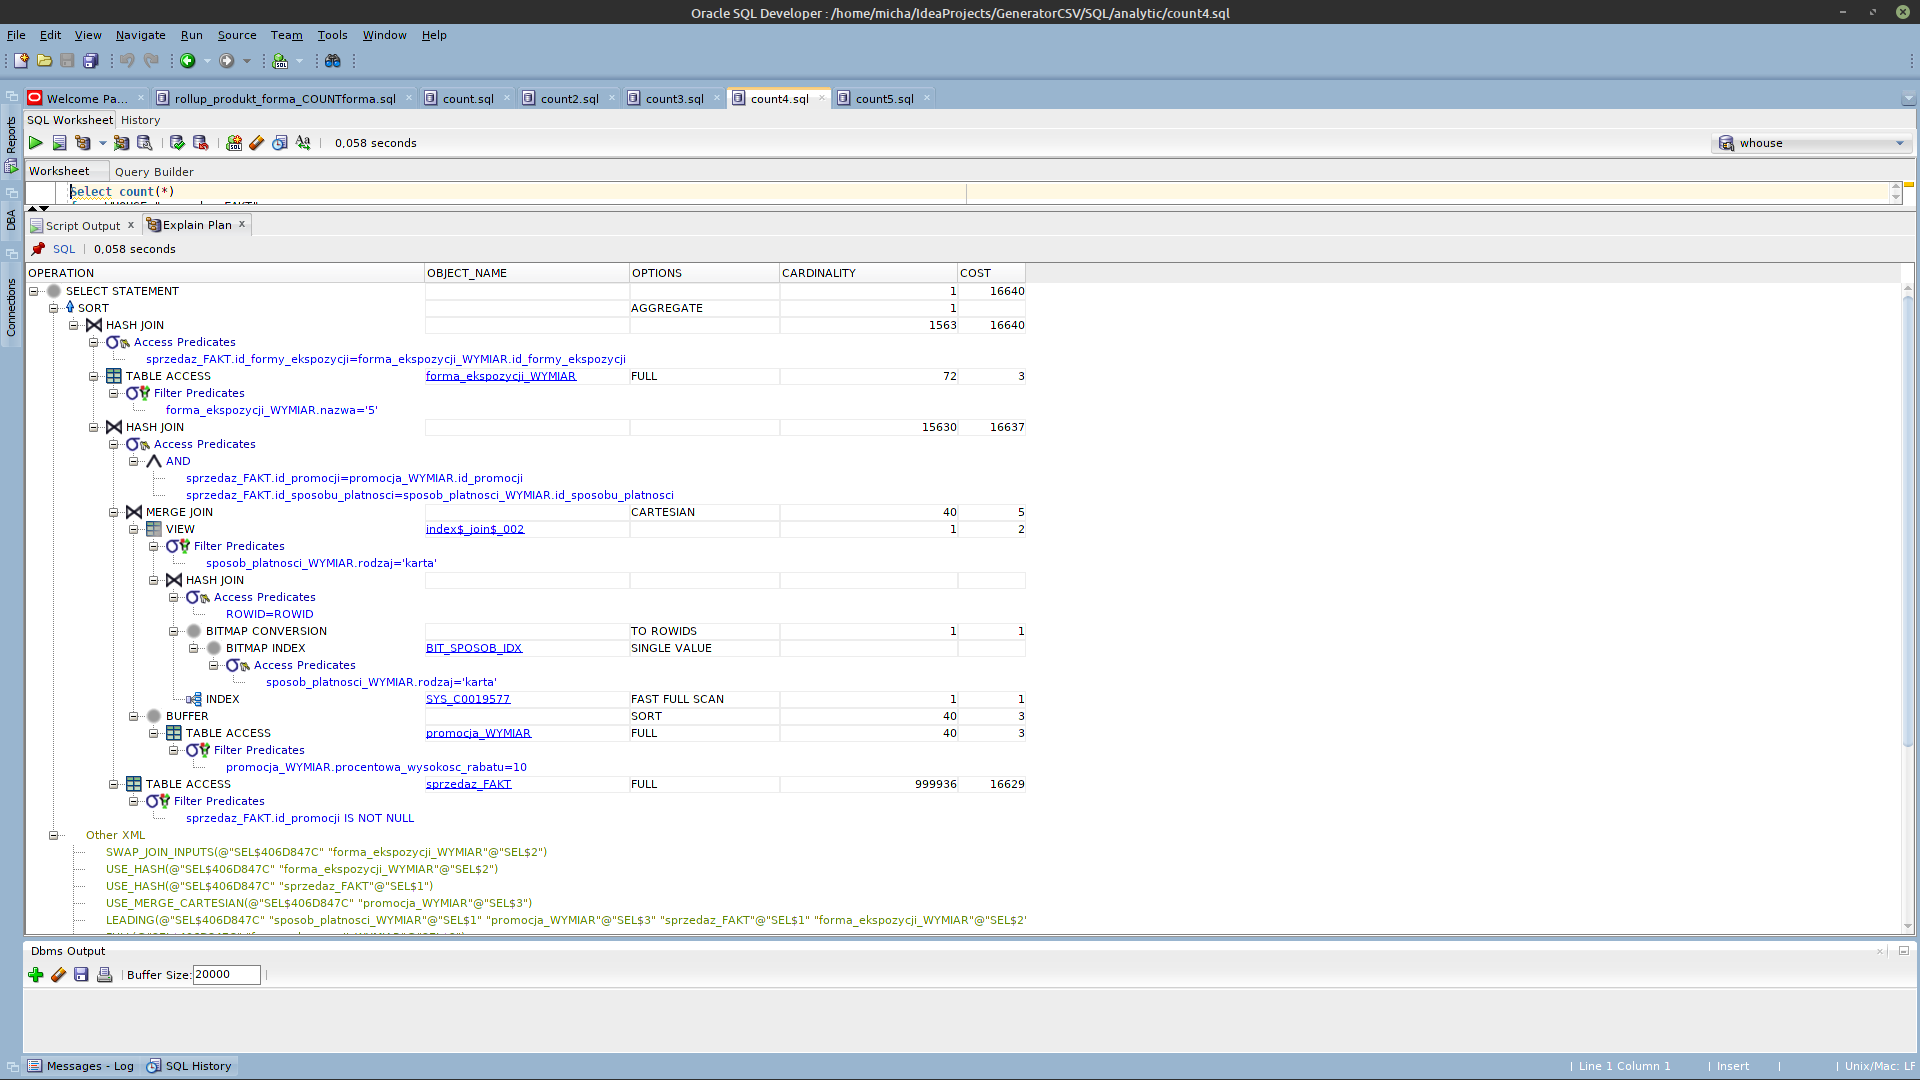 Oracle SQL Developer : /home/micha/IdeaProjects/GeneratorCSV/SQL/analytic/count4.sql
File Edit View Navigate Run Source Team Tools Window Help
Welcome Pa... rollup_produkt_forma_COUNTforma.sql count.sql count2.sql count3.sql count4.sql count5.sql
Reports
DBA
Connections
SQL Worksheet History
0,058 seconds
whouse
Worksheet Query Builder
Select count(*)
Script Output x Explain Plan x
SQL 0,058 seconds
OPERATION OBJECT_NAME OPTIONS CARDINALITY COST
SELECT STATEMENT 1 16640
SORT AGGREGATE 1
HASH JOIN 1563 16640
Access Predicates
sprzedaz_FAKT.id_formy_ekspozycji=forma_ekspozycji_WYMIAR.id_formy_ekspozycji
TABLE ACCESS forma_ekspozycji_WYMIAR FULL 72 3
Filter Predicates
forma_ekspozycji_WYMIAR.nazwa='5'
HASH JOIN 15630 16637
Access Predicates
AND
sprzedaz_FAKT.id_promocji=promocja_WYMIAR.id_promocji
sprzedaz_FAKT.id_sposobu_platnosci=sposob_platnosci_WYMIAR.id_sposobu_platnosci
MERGE JOIN CARTESIAN 40 5
VIEW index$_join$_002 1 2
Filter Predicates
sposob_platnosci_WYMIAR.rodzaj='karta'
HASH JOIN
Access Predicates
ROWID=ROWID
BITMAP CONVERSION TO ROWIDS 1 1
BITMAP INDEX BIT_SPOSOB_IDX SINGLE VALUE
Access Predicates
sposob_platnosci_WYMIAR.rodzaj='karta'
INDEX SYS_C0019577 FAST FULL SCAN 1 1
BUFFER SORT 40 3
TABLE ACCESS promocja_WYMIAR FULL 40 3
Filter Predicates
promocja_WYMIAR.procentowa_wysokosc_rabatu=10
TABLE ACCESS sprzedaz_FAKT FULL 999936 16629
Filter Predicates
sprzedaz_FAKT.id_promocji IS NOT NULL
Other XML
SWAP_JOIN_INPUTS(@"SEL$406D847C" "forma_ekspozycji_WYMIAR"@"SEL$2")
USE_HASH(@"SEL$406D847C" "forma_ekspozycji_WYMIAR"@"SEL$2")
USE_HASH(@"SEL$406D847C" "sprzedaz_FAKT"@"SEL$1")
USE_MERGE_CARTESIAN(@"SEL$406D847C" "promocja_WYMIAR"@"SEL$3")
LEADING(@"SEL$406D847C" "sposob_platnosci_WYMIAR"@"SEL$1" "promocja_WYMIAR"@"SEL$3" "sprzedaz_FAKT"@"SEL$1" "forma_ekspozycji_WYMIAR"@"SEL$2"
Dbms Output
Buffer Size: 20000
Messages - Log SQL History
Line 1 Column 1 Insert Unix/Mac: LF